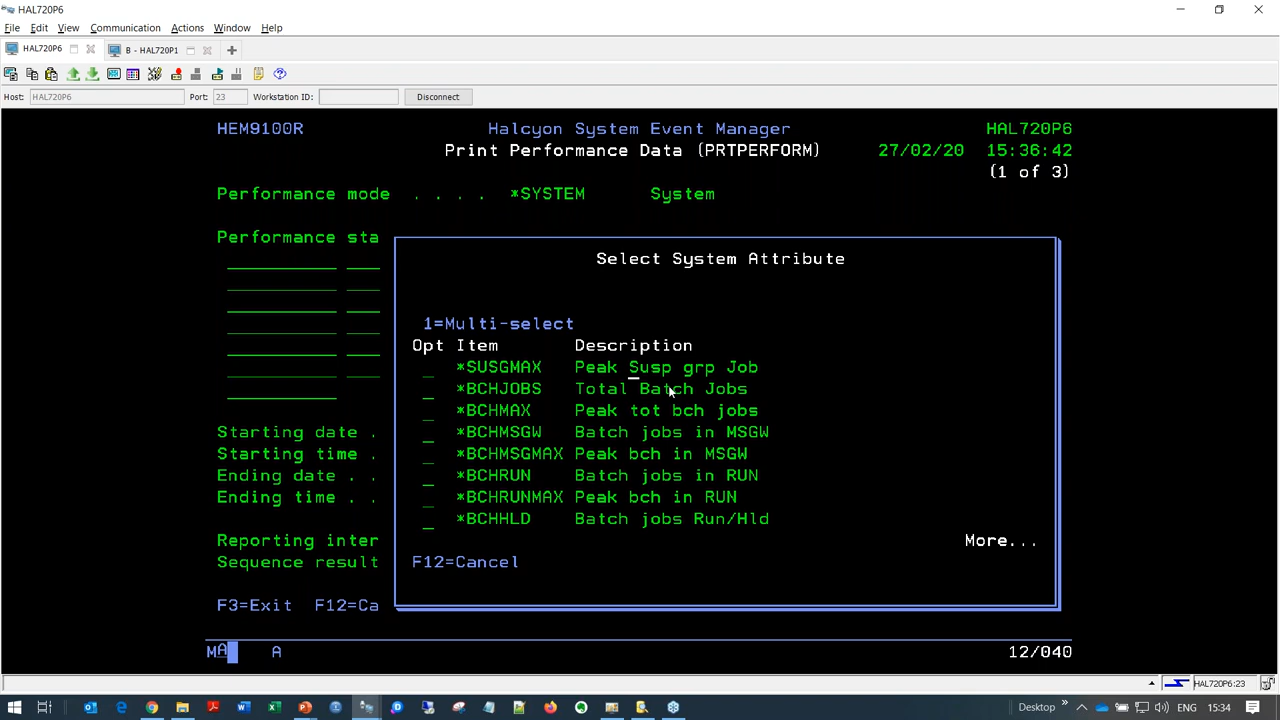 HAL720P6
File Edit View Communication Actions Window Help
HAL720P6 B - HAL720P1
Host: HAL720P6 Port: 23 Workstation ID: Disconnect
HEM9100R Halcyon System Event Manager HAL720P6
Print Performance Data (PRTPERFORM) 27/02/20 15:36:42
(1 of 3)
Performance mode . . . . *SYSTEM System
Performance sta
Select System Attribute
1=Multi-select
Opt Item Description
*SUSGMAX Peak Susp grp Job
*BCHJOBS Total Batch Jobs
*BCHMAX Peak tot bch jobs
Starting date . *BCHMSGW Batch jobs in MSGW
Starting time . *BCHMSGMAX Peak bch in MSGW
Ending date . . *BCHRUN Batch jobs in RUN
Ending time . . *BCHRUNMAX Peak bch in RUN
*BCHHLD Batch jobs Run/Hld
Reporting inter More...
Sequence result F12=Cancel
F3=Exit F12=Ca
MA A 12/040
HAL720P6:23
Desktop ENG 15:34